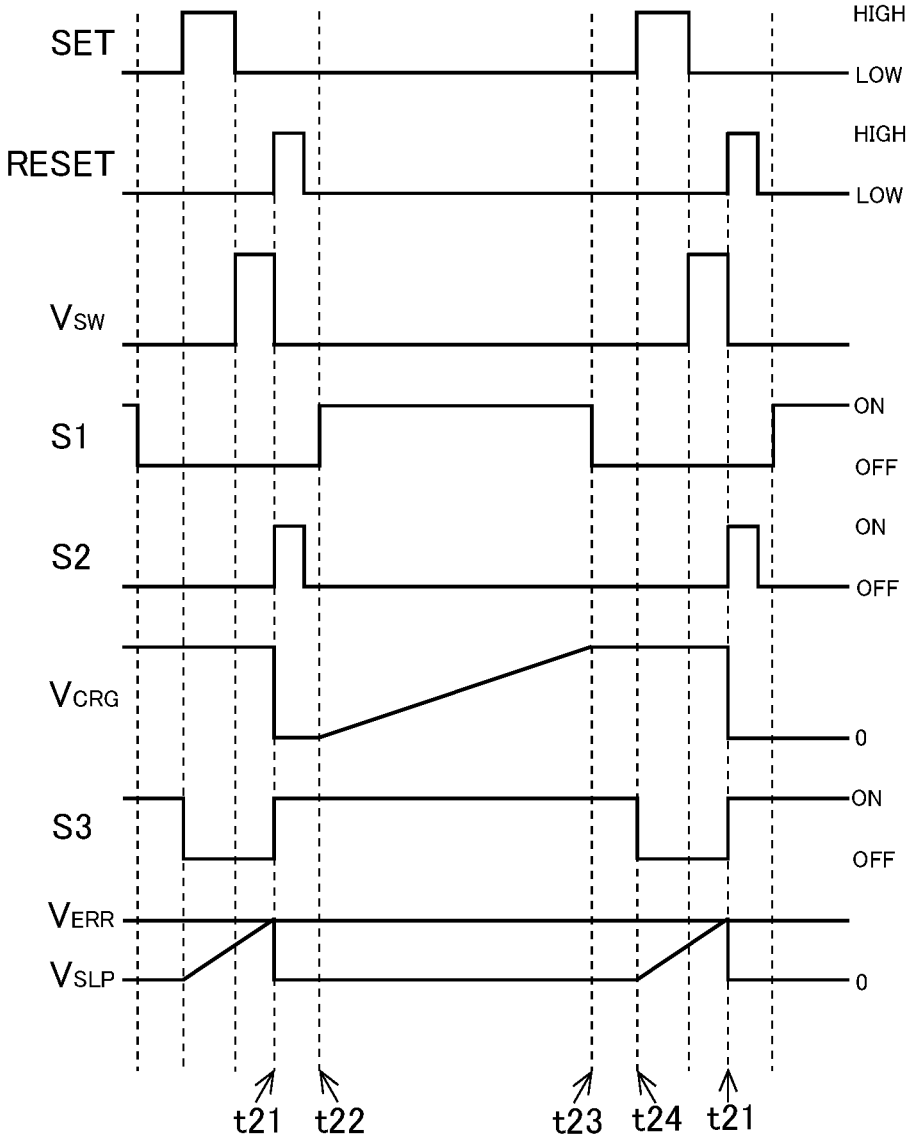 SET
HIGH
LOW
RESET
HIGH
LOW
VSW
S1
ON
OFF
S2
ON
OFF
VCRG
0
S3
ON
OFF
VERR
VSLP
0
t21 t22 t23 t24 t21